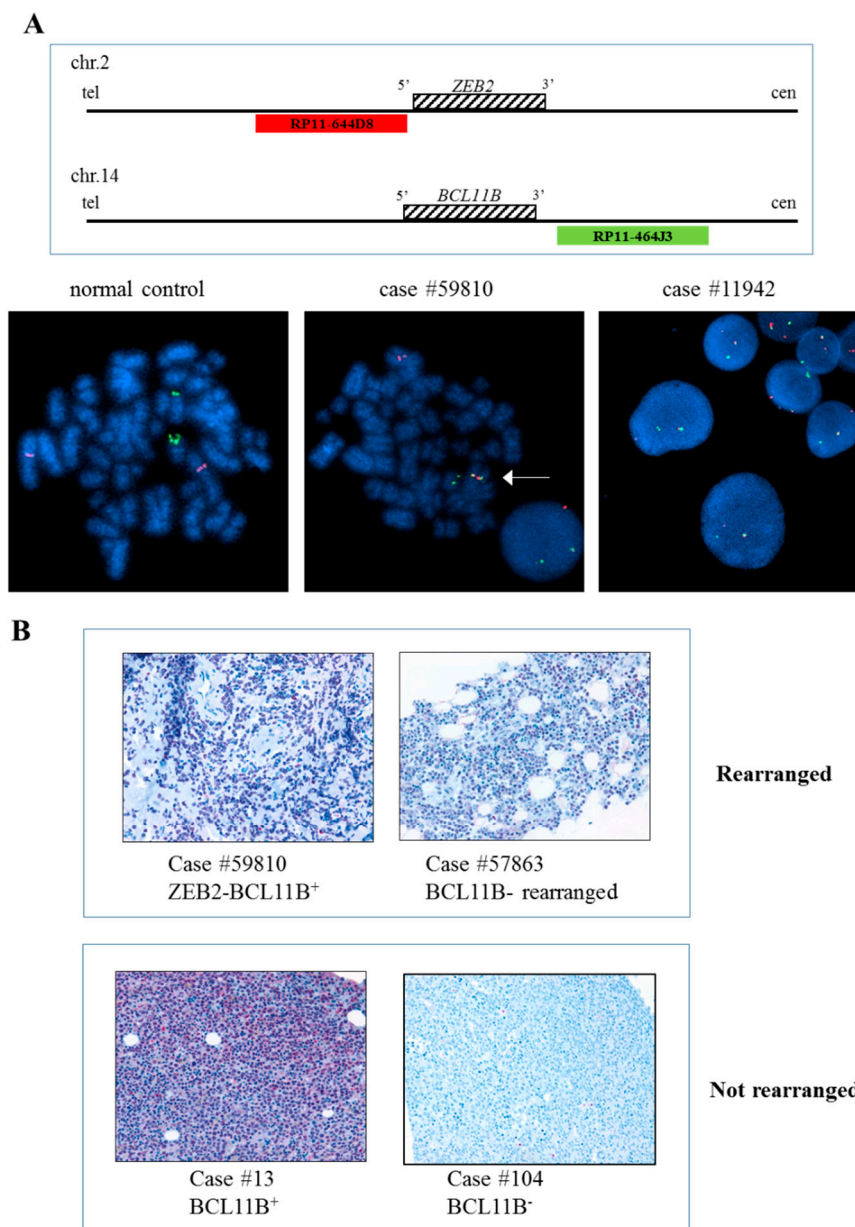 A
chr.2
tel
5’
ZEB2
3’
cen
RP11-644D8
chr.14
tel
5’
BCL11B
3’
cen
RP11-464J3
normal control
case #59810
case #11942
B
Case #59810
ZEB2-BCL11B⁺
Case #57863
BCL11B- rearranged
Rearranged
Case #13
BCL11B⁺
Case #104
BCL11B⁻
Not rearranged